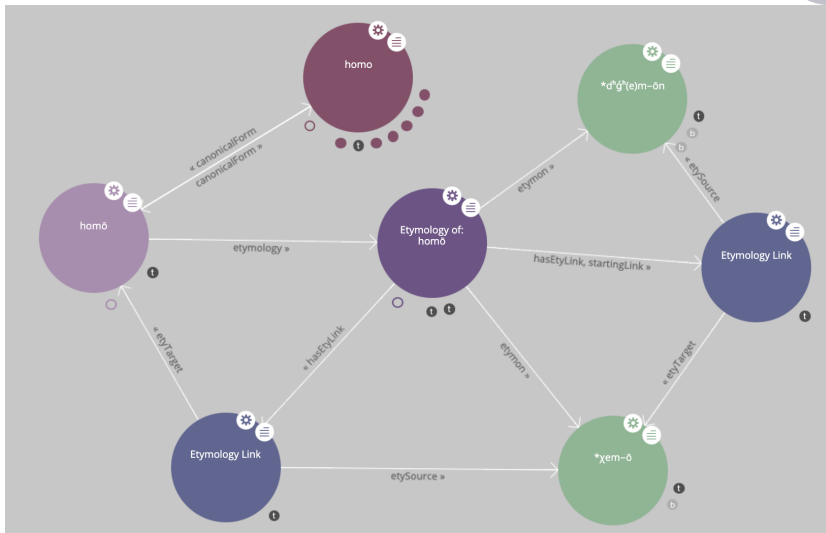 homo
*dʰǵʰ(e)m–ōn
« canonicalForm
canonicalForm »
etymon »
« etySource
homō
Etymology of:
homō
Etymology Link
etymology »
hasEtyLink, startingLink »
« etyTarget
« hasEtyLink
etymon »
« etyTarget
Etymology Link
*χem–ō
etySource »
t
t
t
t
t
t
t
t
b
b
b